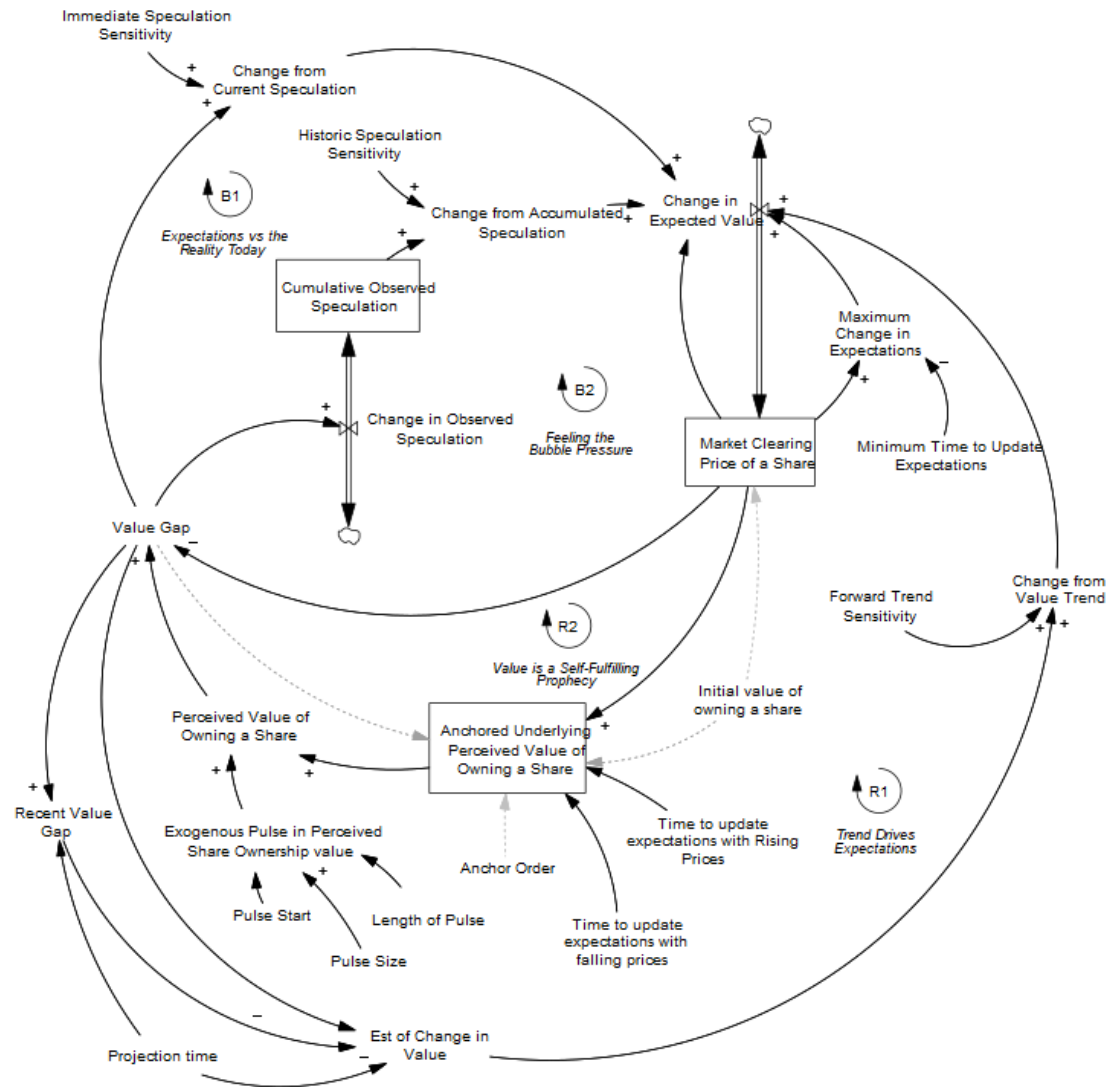 Immediate Speculation
Sensitivity
+
+
Change from
Current Speculation
Historic Speculation
Sensitivity
+
+
Change from Accumulated
Speculation
+
+
Change in
Expected Value
+
+
B1
Expectations vs the
Reality Today
Cumulative Observed
Speculation
Maximum
Change in
Expectations
+
–
B2
Feeling the
Bubble Pressure
+
Change in Observed
Speculation
Market Clearing
Price of a Share
Minimum Time to Update
Expectations
Value Gap
+
–
Forward Trend
Sensitivity
Change from
Value Trend
+
+
R2
Value is a Self-Fulfilling
Prophecy
Initial value of
owning a share
Perceived Value of
Owning a Share
+
+
Anchored Underlying
Perceived Value of
Owning a Share
+
R1
Trend Drives
Expectations
+
Recent Value
Gap
Exogenous Pulse in Perceived
Share Ownership value
+
Time to update
expectations with Rising
Prices
Anchor Order
Pulse Start
Length of Pulse
Pulse Size
Time to update
expectations with
falling prices
–
–
Est of Change in
Value
Projection time